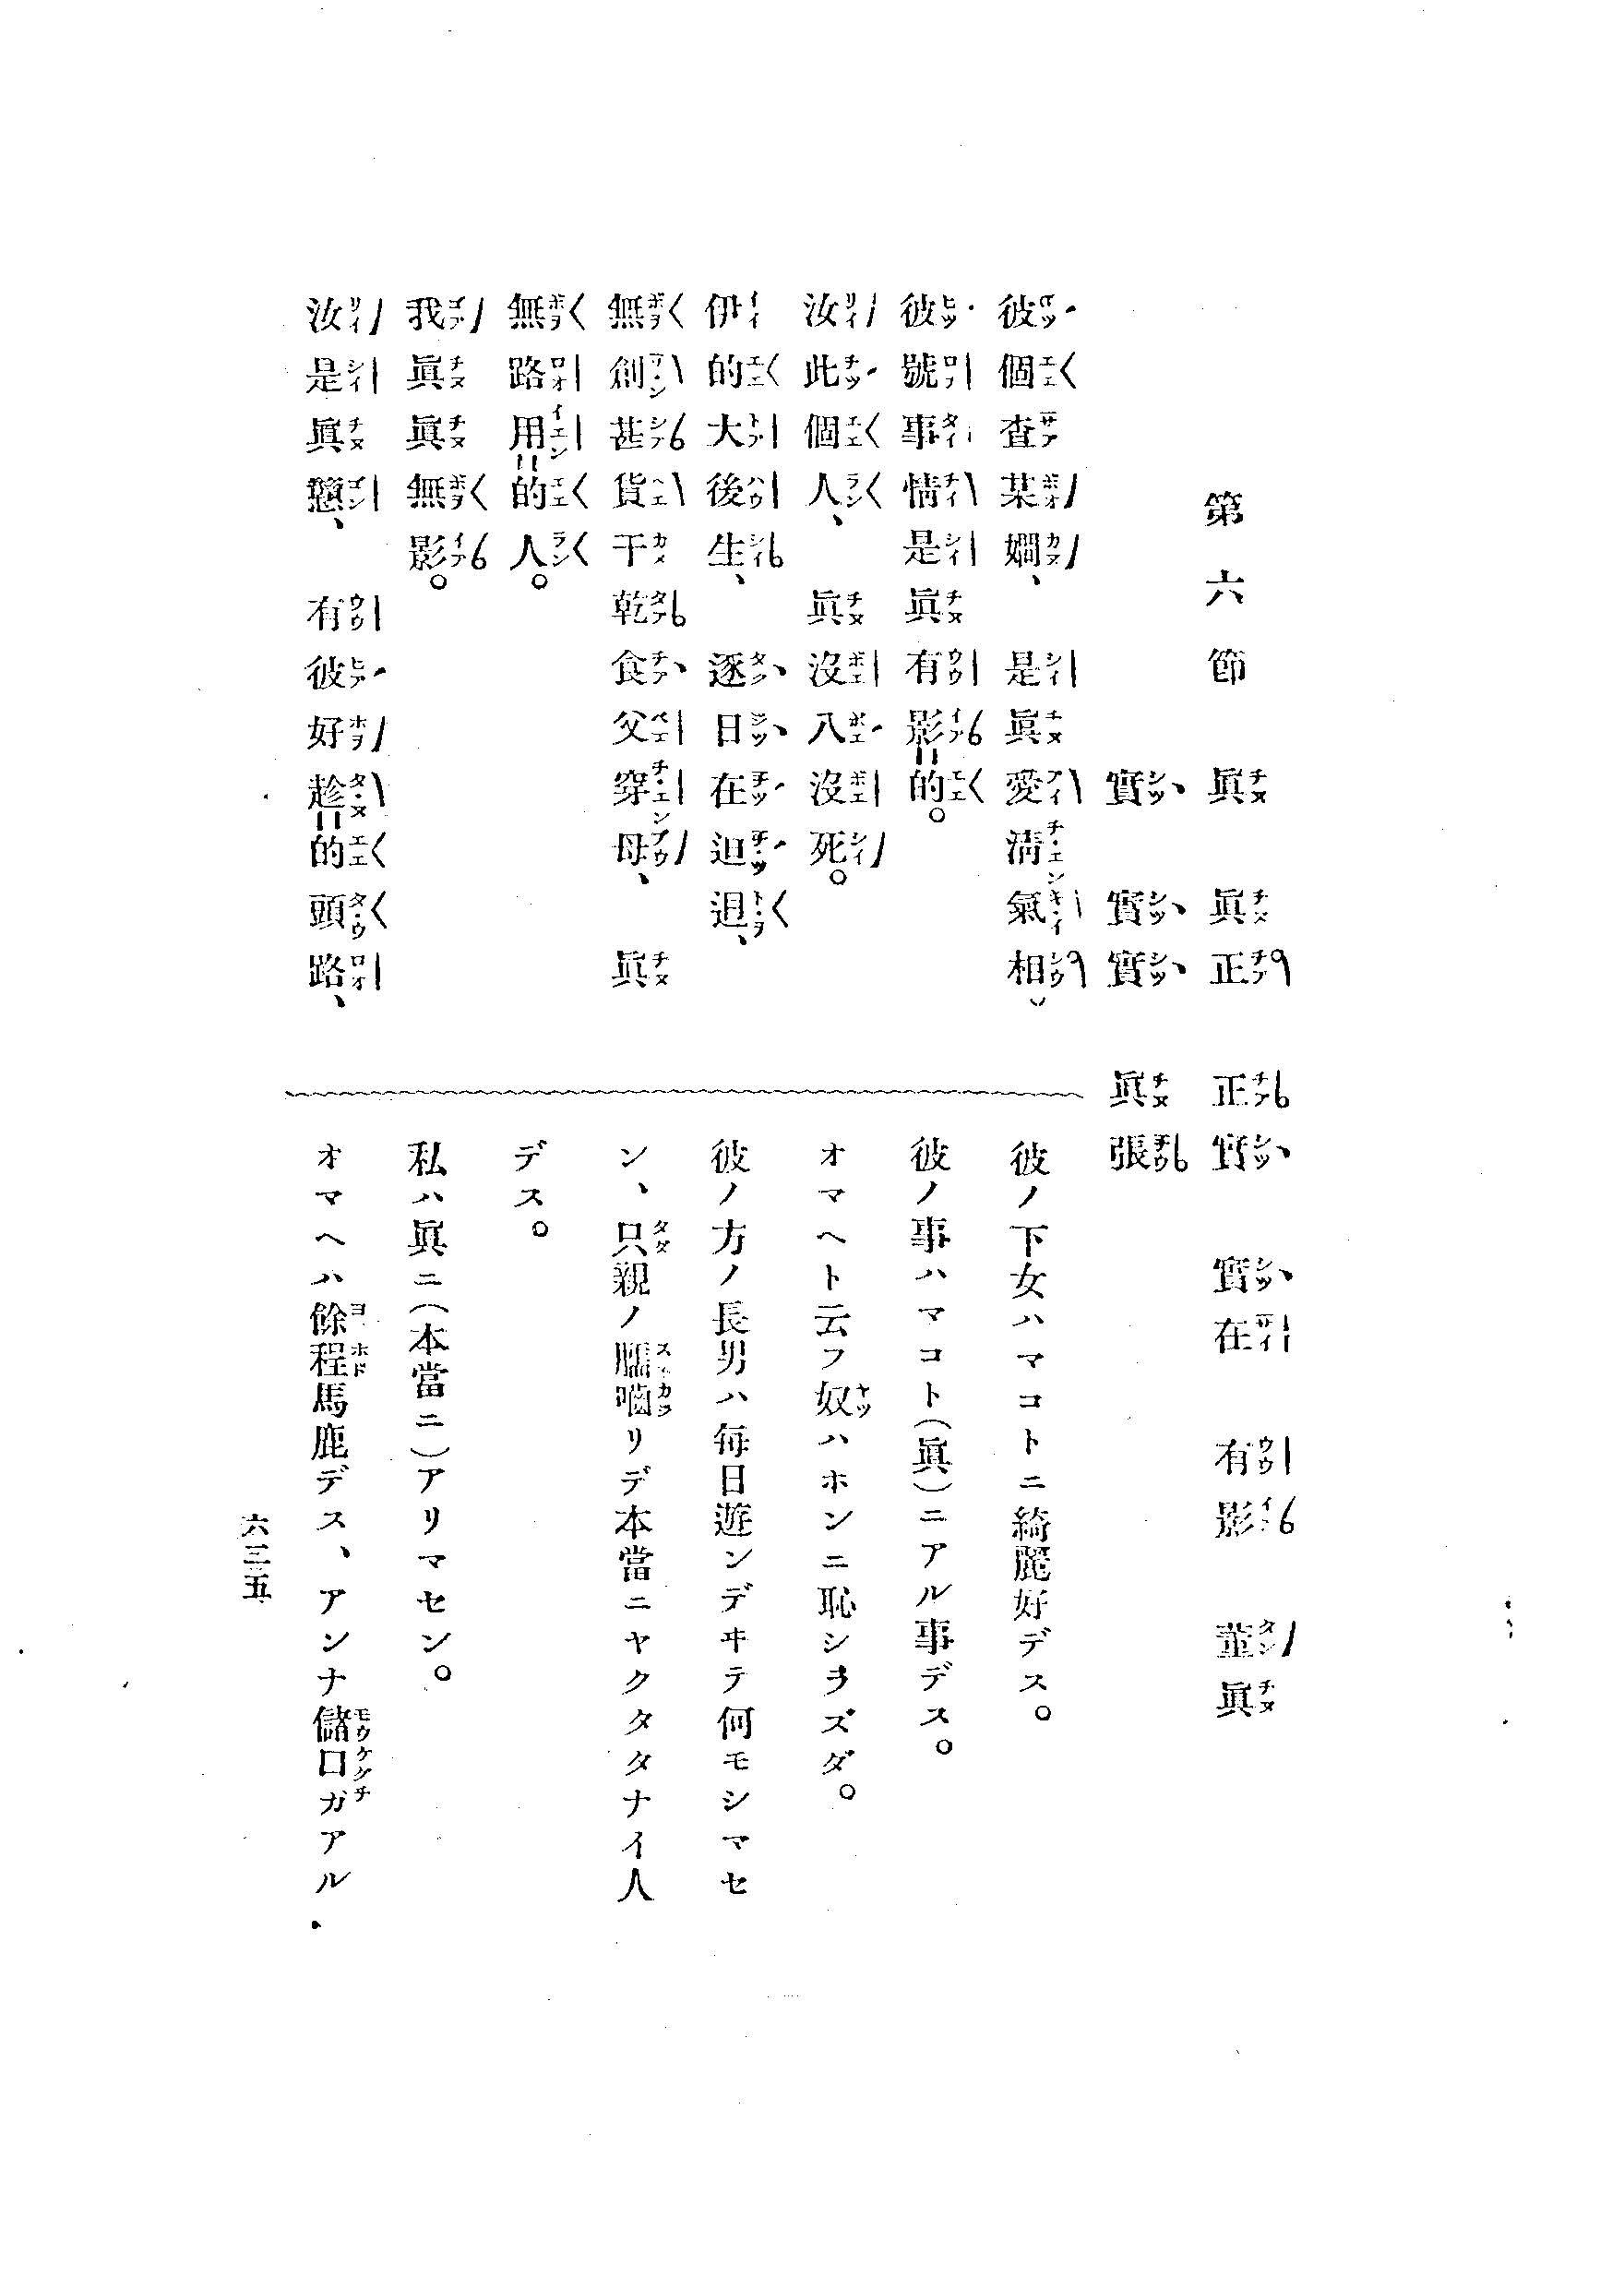 第六節　眞　眞正　正實　實在　有影　董眞
實　實實　眞張
彼個查某嫺、是眞愛淸氣相。
彼號事情是眞有影的。
汝此個人、眞沒八沒死。
伊的大後生、逐日在𨑨迌、
無創甚貨干乾食父穿母、眞
無路用的人。
我眞眞無影。
汝是眞戇、有彼好趁的頭路、
彼ノ下女ハマコトニ綺麗好デス。
彼ノ事ハマコト(眞)ニアル事デス。
オマヘト云フ奴ハホンニ恥シラズダ。
彼ノ方ノ長男ハ每日遊ンデヰテ何モシマセ
ン、只親ノ臑嚙リデ本當ニヤクタタナイ人
デス。
私ハ眞ニ(本當ニ)アリマセン。
オマヘハ餘程馬鹿デス、アンナ儲口ガアル
六三五